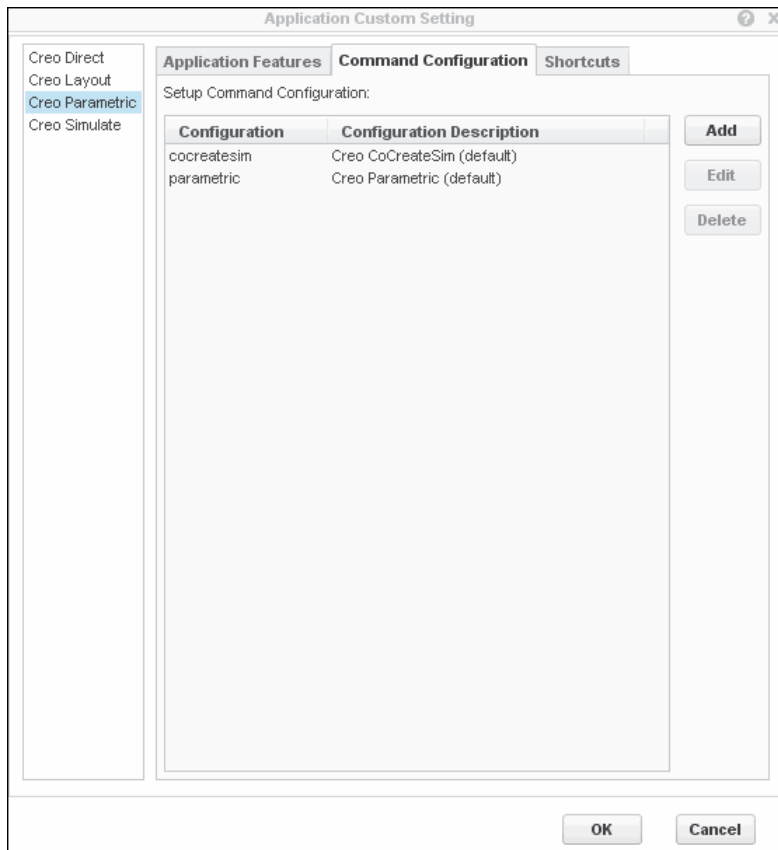 Application Custom Setting
Creo Direct
Creo Layout
Creo Parametric
Creo Simulate
Application Features Command Configuration Shortcuts
Setup Command Configuration:
Configuration Configuration Description
cocreatesim Creo CoCreateSim (default)
parametric Creo Parametric (default)
Add
Edit
Delete
OK Cancel